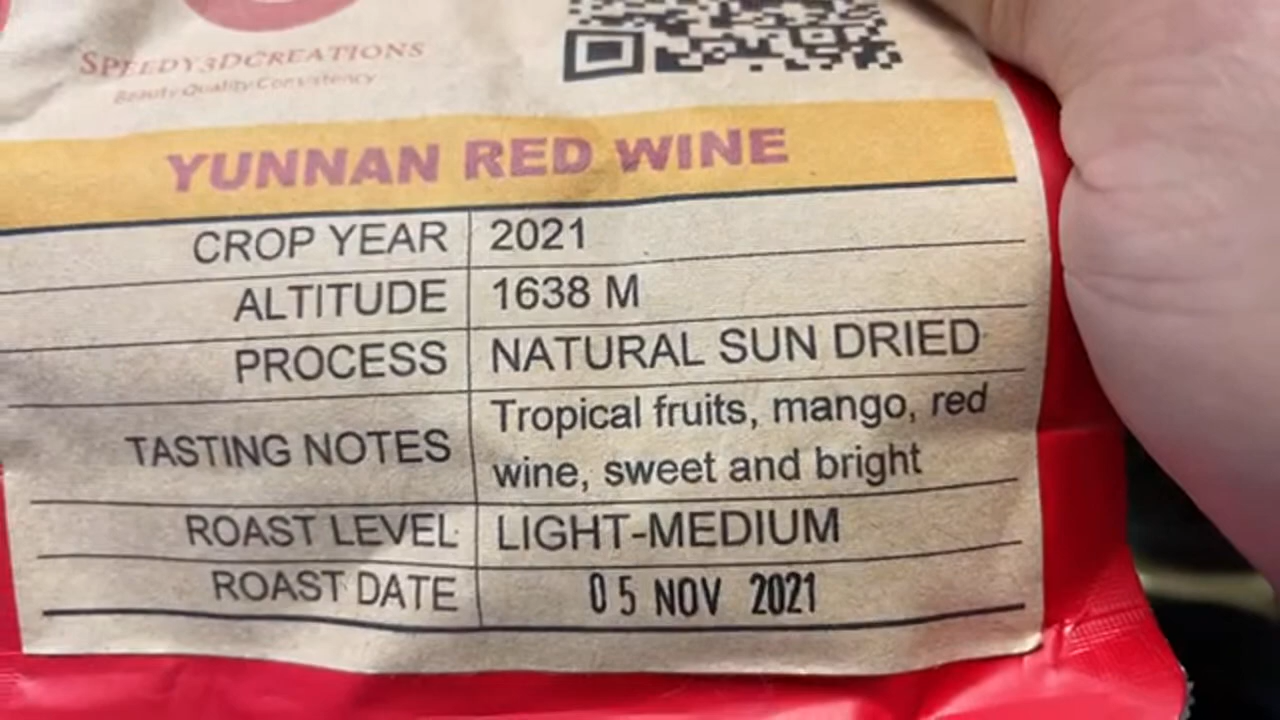 SPEEDY3DCREATIONS
Beauty Quality Consistency
YUNNAN RED WINE
CROP YEAR 2021
ALTITUDE 1638 M
PROCESS NATURAL SUN DRIED
TASTING NOTES Tropical fruits, mango, red
wine, sweet and bright
ROAST LEVEL LIGHT-MEDIUM
ROAST DATE 05 NOV 2021